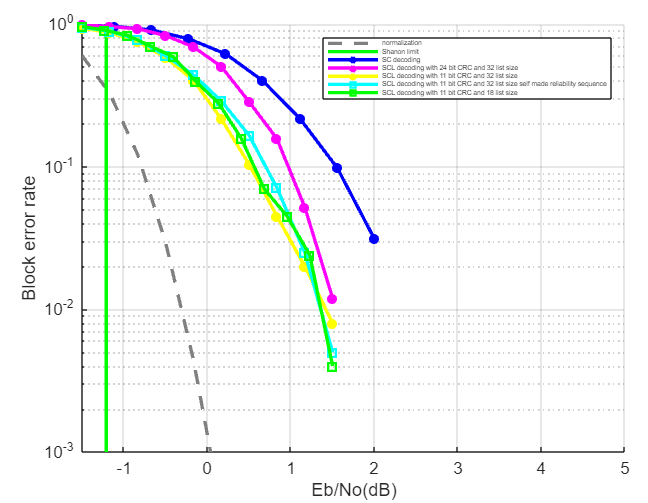 10^0
10^-1
10^-2
10^-3
Block error rate
normalization
Shanon limit
SC decoding
SCL decoding with 24 bit CRC and 32 list size
SCL decoding with 11 bit CRC and 32 list size
SCL decoding with 11 bit CRC and 32 list size self made reliability sequence
SCL decoding with 11 bit CRC and 18 list size
-1 0 1 2 3 4 5
Eb/No(dB)